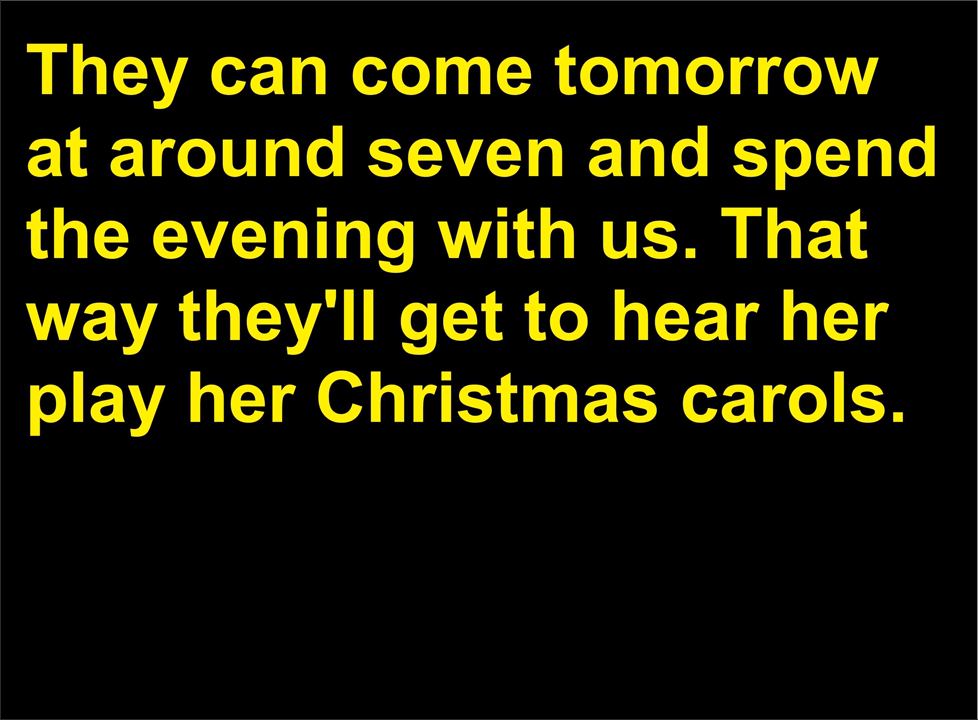 They can come tomorrow
at around seven and spend
the evening with us. That
way they'll get to hear her
play her Christmas carols.